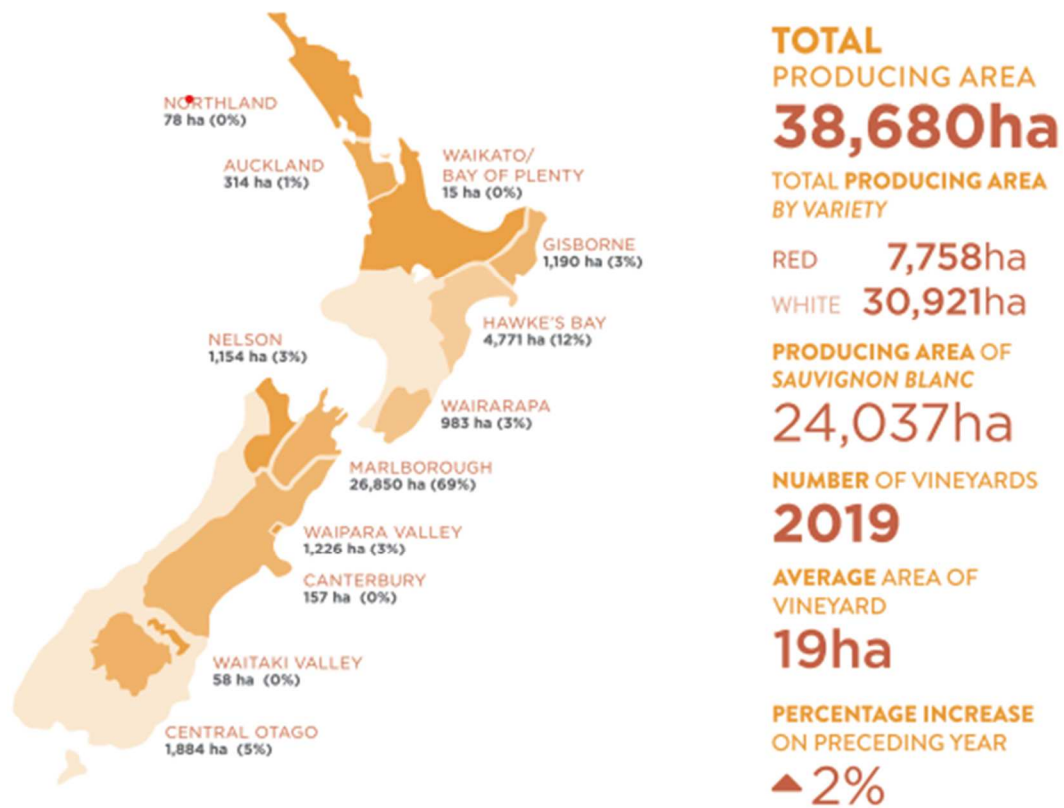 NORTHLAND
78 ha (0%)
AUCKLAND
314 ha (1%)
WAIKATO/
BAY OF PLENTY
15 ha (0%)
GISBORNE
1,190 ha (3%)
HAWKE'S BAY
4,771 ha (12%)
NELSON
1,154 ha (3%)
WAIRARAPA
983 ha (3%)
MARLBOROUGH
26,850 ha (69%)
WAIPARA VALLEY
1,226 ha (3%)
CANTERBURY
157 ha (0%)
WAITAKI VALLEY
58 ha (0%)
CENTRAL OTAGO
1,884 ha (5%)
TOTAL
PRODUCING AREA
38,680ha
TOTAL PRODUCING AREA
BY VARIETY
RED 7,758ha
WHITE 30,921ha
PRODUCING AREA OF
SAUVIGNON BLANC
24,037ha
NUMBER OF VINEYARDS
2019
AVERAGE AREA OF
VINEYARD
19ha
PERCENTAGE INCREASE
ON PRECEDING YEAR
▲2%